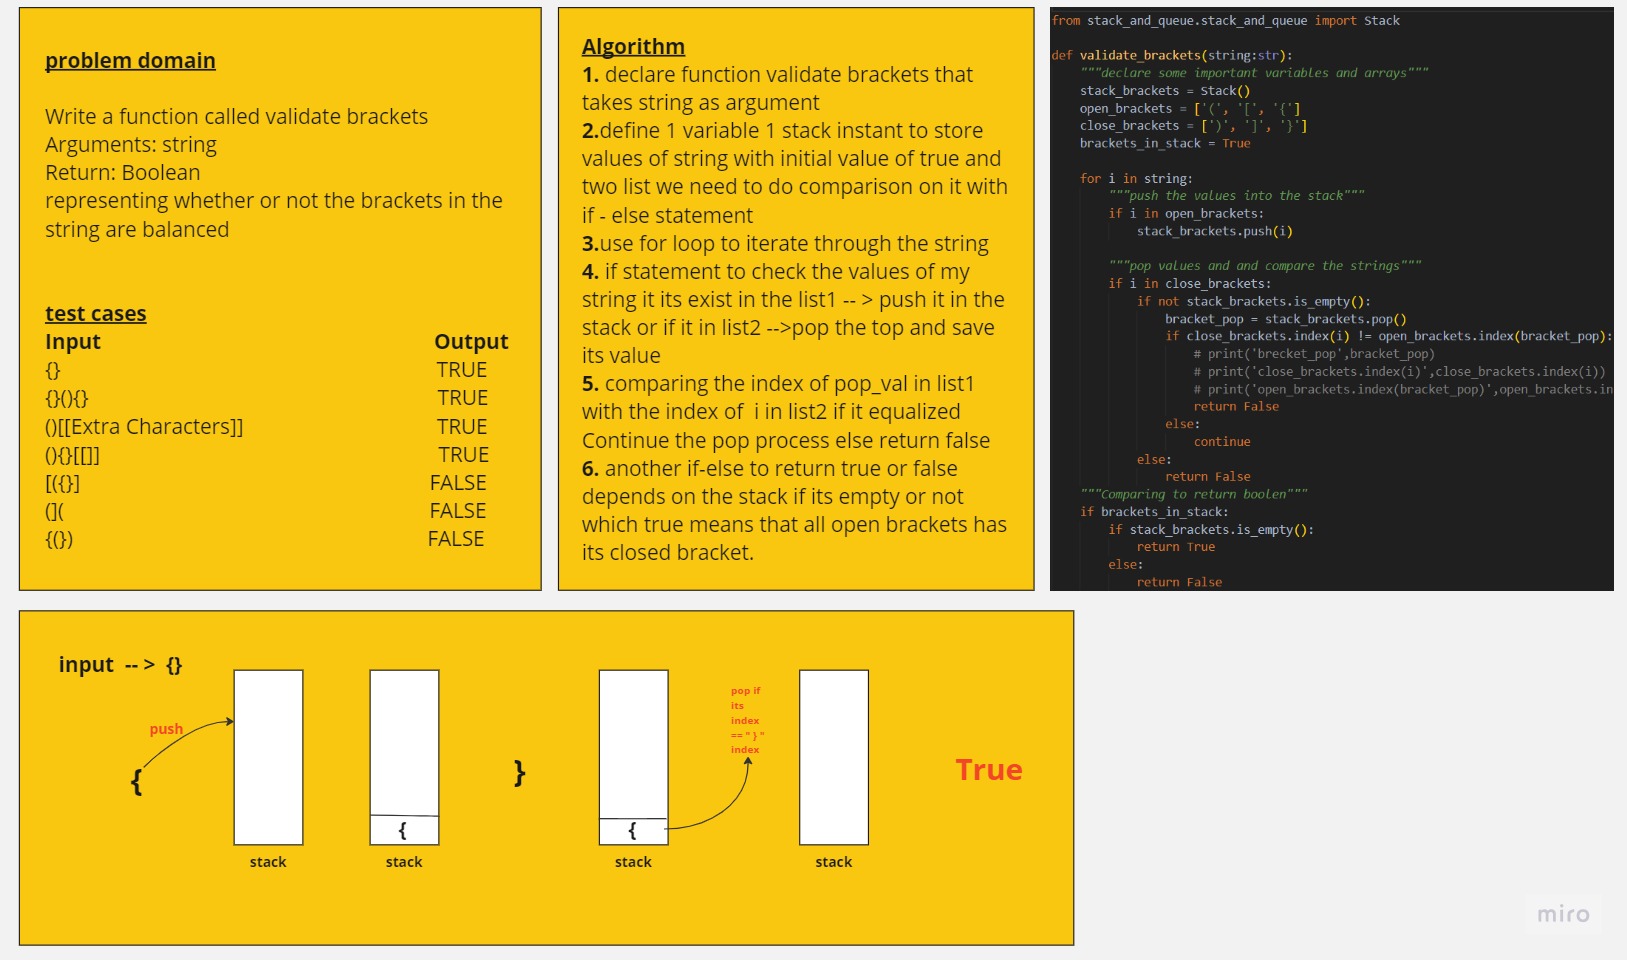 problem domain
Write a function called validate brackets
Arguments: string
Return: Boolean
representing whether or not the brackets in the
string are balanced
test cases
Input Output
{} TRUE
{}(){} TRUE
()[[Extra Characters]] TRUE
(){}[[]] TRUE
[({}] FALSE
(]( FALSE
{(}) FALSE
Algorithm
1. declare function validate brackets that
takes string as argument
2.define 1 variable 1 stack instant to store
values of string with initial value of true and
two list we need to do comparison on it with
if - else statement
3.use for loop to iterate through the string
4. if statement to check the values of my
string it its exist in the list1 -- > push it in the
stack or if it in list2 -->pop the top and save
its value
5. comparing the index of pop_val in list1
with the index of  i in list2 if it equalized
Continue the pop process else return false
6. another if-else to return true or false
depends on the stack if its empty or not
which true means that all open brackets has
its closed bracket.
from stack_and_queue.stack_and_queue import Stack
def validate_brackets(string:str):
"""declare some important variables and arrays"""
stack_brackets = Stack()
open_brackets = ['(', '[', '{']
close_brackets = [')', ']', '}']
brackets_in_stack = True
for i in string:
"""push the values into the stack"""
if i in open_brackets:
stack_brackets.push(i)
"""pop values and and compare the strings"""
if i in close_brackets:
if not stack_brackets.is_empty():
bracket_pop = stack_brackets.pop()
if close_brackets.index(i) != open_brackets.index(bracket_pop):
# print('brecket_pop',bracket_pop)
# print('close_brackets.index(i)',close_brackets.index(i))
# print('open_brackets.index(bracket_pop)',open_brackets.in
return False
else:
continue
else:
return False
"""Comparing to return boolen"""
if brackets_in_stack:
if stack_brackets.is_empty():
return True
else:
return False
input -- > {}
push
{
stack
{
stack
}
{
stack
pop if
its
index
== " } "
index
stack
True
miro